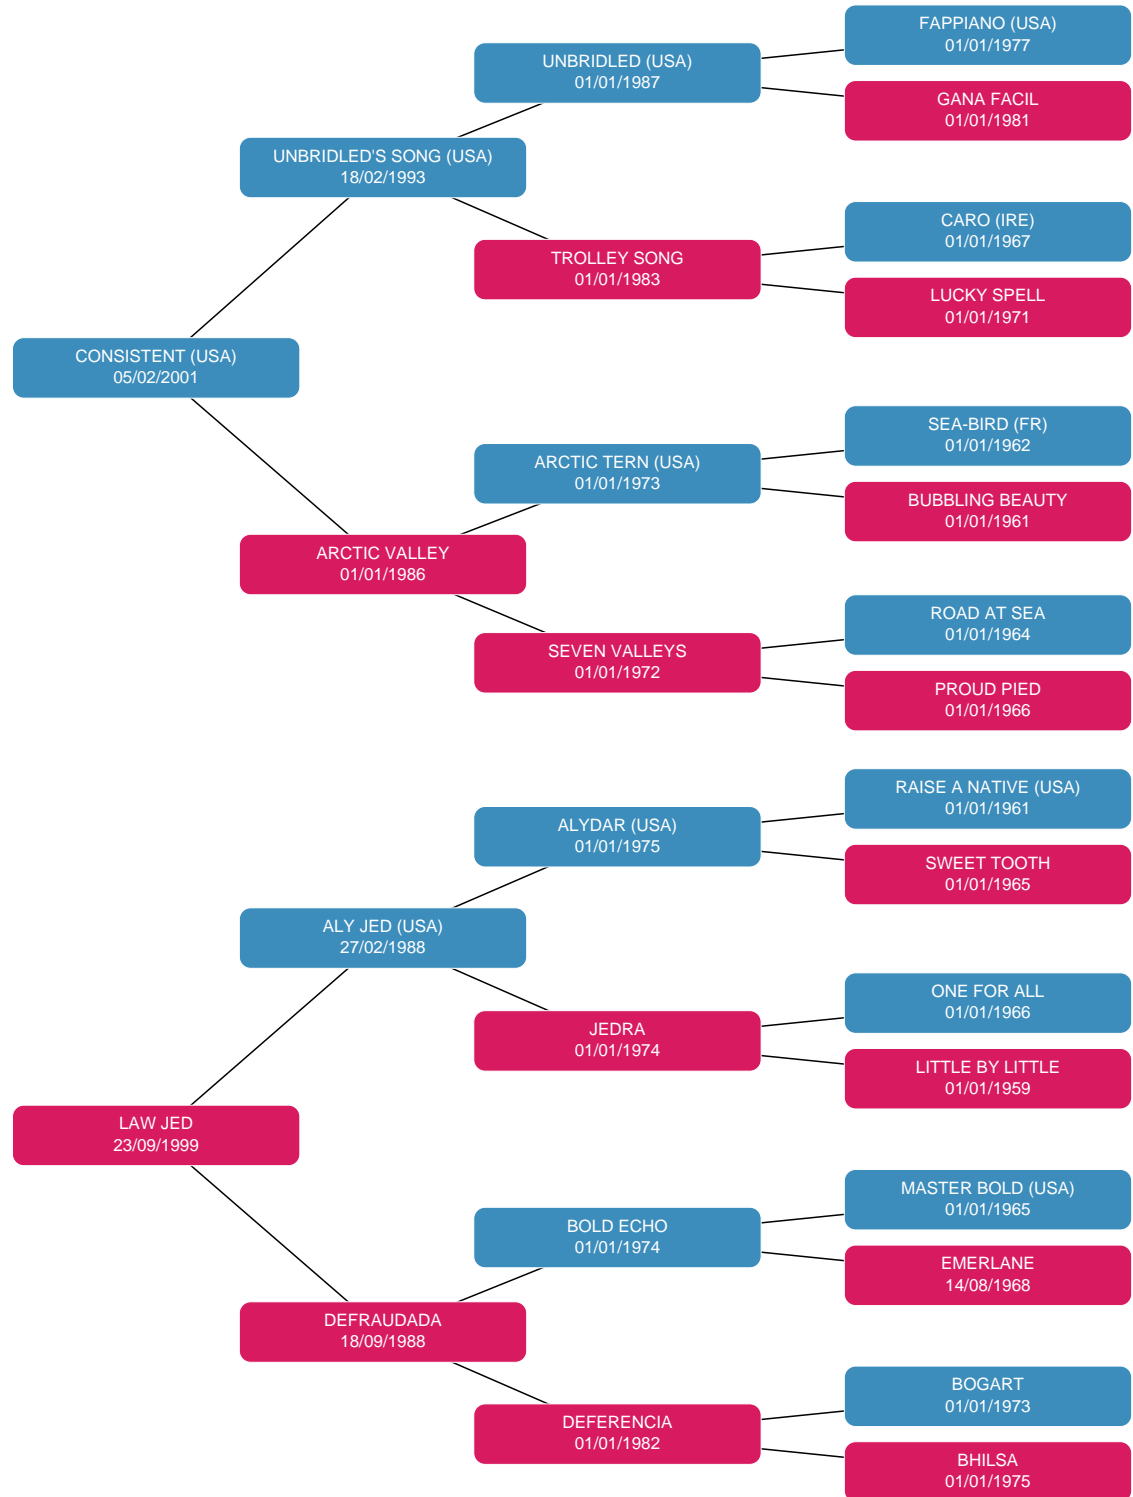 FAPPIANO (USA)
01/01/1977
UNBRIDLED (USA)
01/01/1987
GANA FACIL
01/01/1981
UNBRIDLED'S SONG (USA)
18/02/1993
CARO (IRE)
01/01/1967
TROLLEY SONG
01/01/1983
LUCKY SPELL
01/01/1971
CONSISTENT (USA)
05/02/2001
SEA-BIRD (FR)
01/01/1962
ARCTIC TERN (USA)
01/01/1973
BUBBLING BEAUTY
01/01/1961
ARCTIC VALLEY
01/01/1986
ROAD AT SEA
01/01/1964
SEVEN VALLEYS
01/01/1972
PROUD PIED
01/01/1966
RAISE A NATIVE (USA)
01/01/1961
ALYDAR (USA)
01/01/1975
SWEET TOOTH
01/01/1965
ALY JED (USA)
27/02/1988
ONE FOR ALL
01/01/1966
JEDRA
01/01/1974
LITTLE BY LITTLE
01/01/1959
LAW JED
23/09/1999
MASTER BOLD (USA)
01/01/1965
BOLD ECHO
01/01/1974
EMERLANE
14/08/1968
DEFRAUDADA
18/09/1988
BOGART
01/01/1973
DEFERENCIA
01/01/1982
BHILSA
01/01/1975